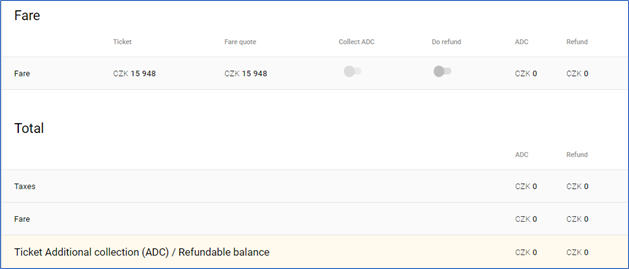 Fare
Ticket Fare quote Collect ADC Do refund ADC Refund
Fare CZK 15 948 CZK 15 948 CZK 0 CZK 0
Total
ADC Refund
Taxes CZK 0 CZK 0
Fare CZK 0 CZK 0
Ticket Additional collection (ADC) / Refundable balance CZK 0 CZK 0